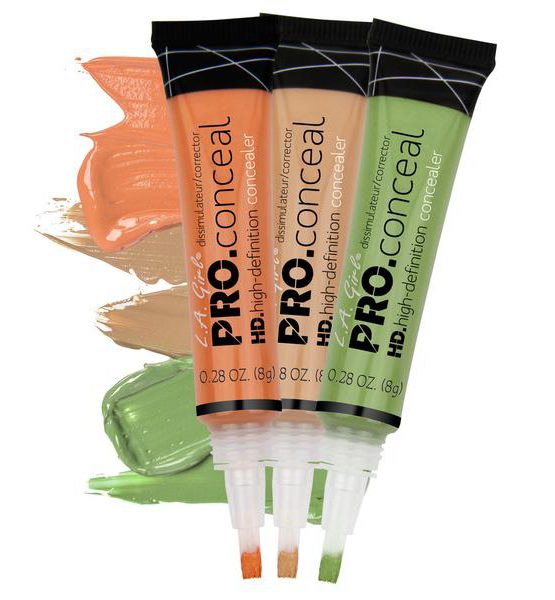 L.A. Girl®
dissimulateur/corrector
PRO.conceal
HD.high-definition concealer
0.28 OZ. (8g)
Girl®
dissimulateur/corrector
PRO.conceal
HD.high-definition concealer
8 OZ. (8
L.A. Girl®
dissimulateur/corrector
PRO.conceal
HD.high-definition concealer
0.28 OZ. (8g)